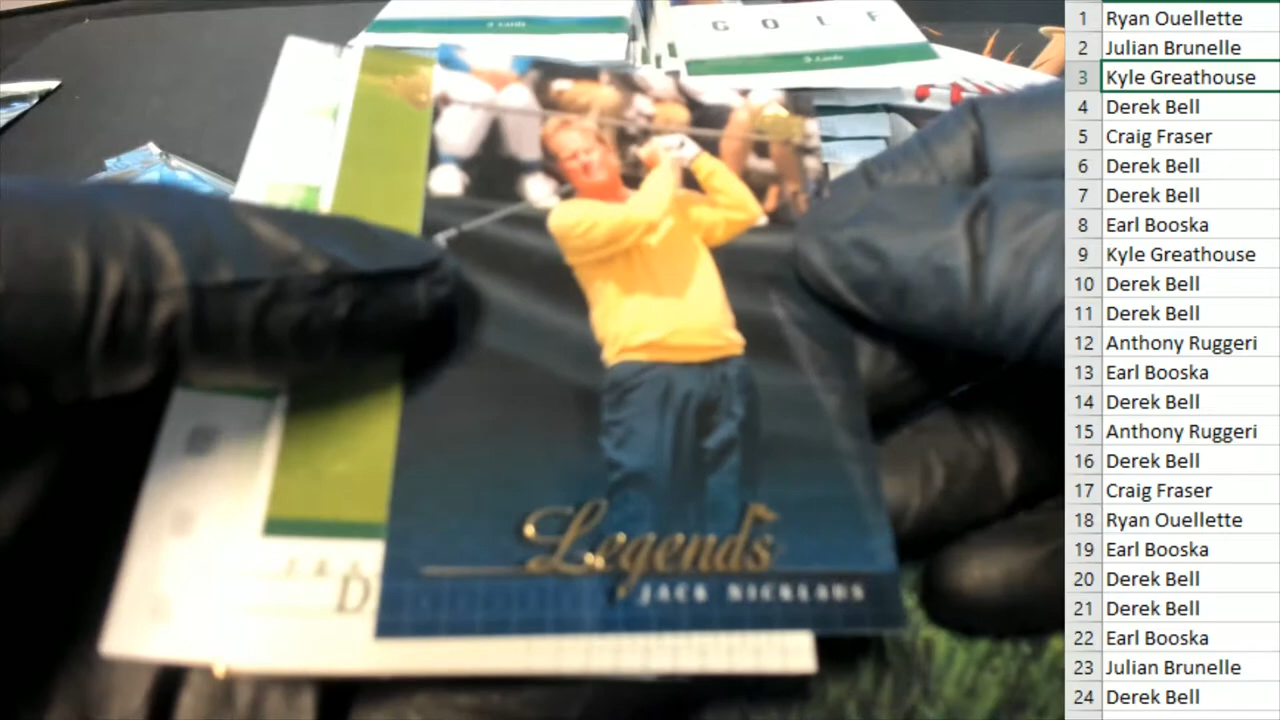 GOLF
Legends
JACK NICKLAUS
D
1 Ryan Ouellette
2 Julian Brunelle
3 Kyle Greathouse
4 Derek Bell
5 Craig Fraser
6 Derek Bell
7 Derek Bell
8 Earl Booska
9 Kyle Greathouse
10 Derek Bell
11 Derek Bell
12 Anthony Ruggeri
13 Earl Booska
14 Derek Bell
15 Anthony Ruggeri
16 Derek Bell
17 Craig Fraser
18 Ryan Ouellette
19 Earl Booska
20 Derek Bell
21 Derek Bell
22 Earl Booska
23 Julian Brunelle
24 Derek Bell